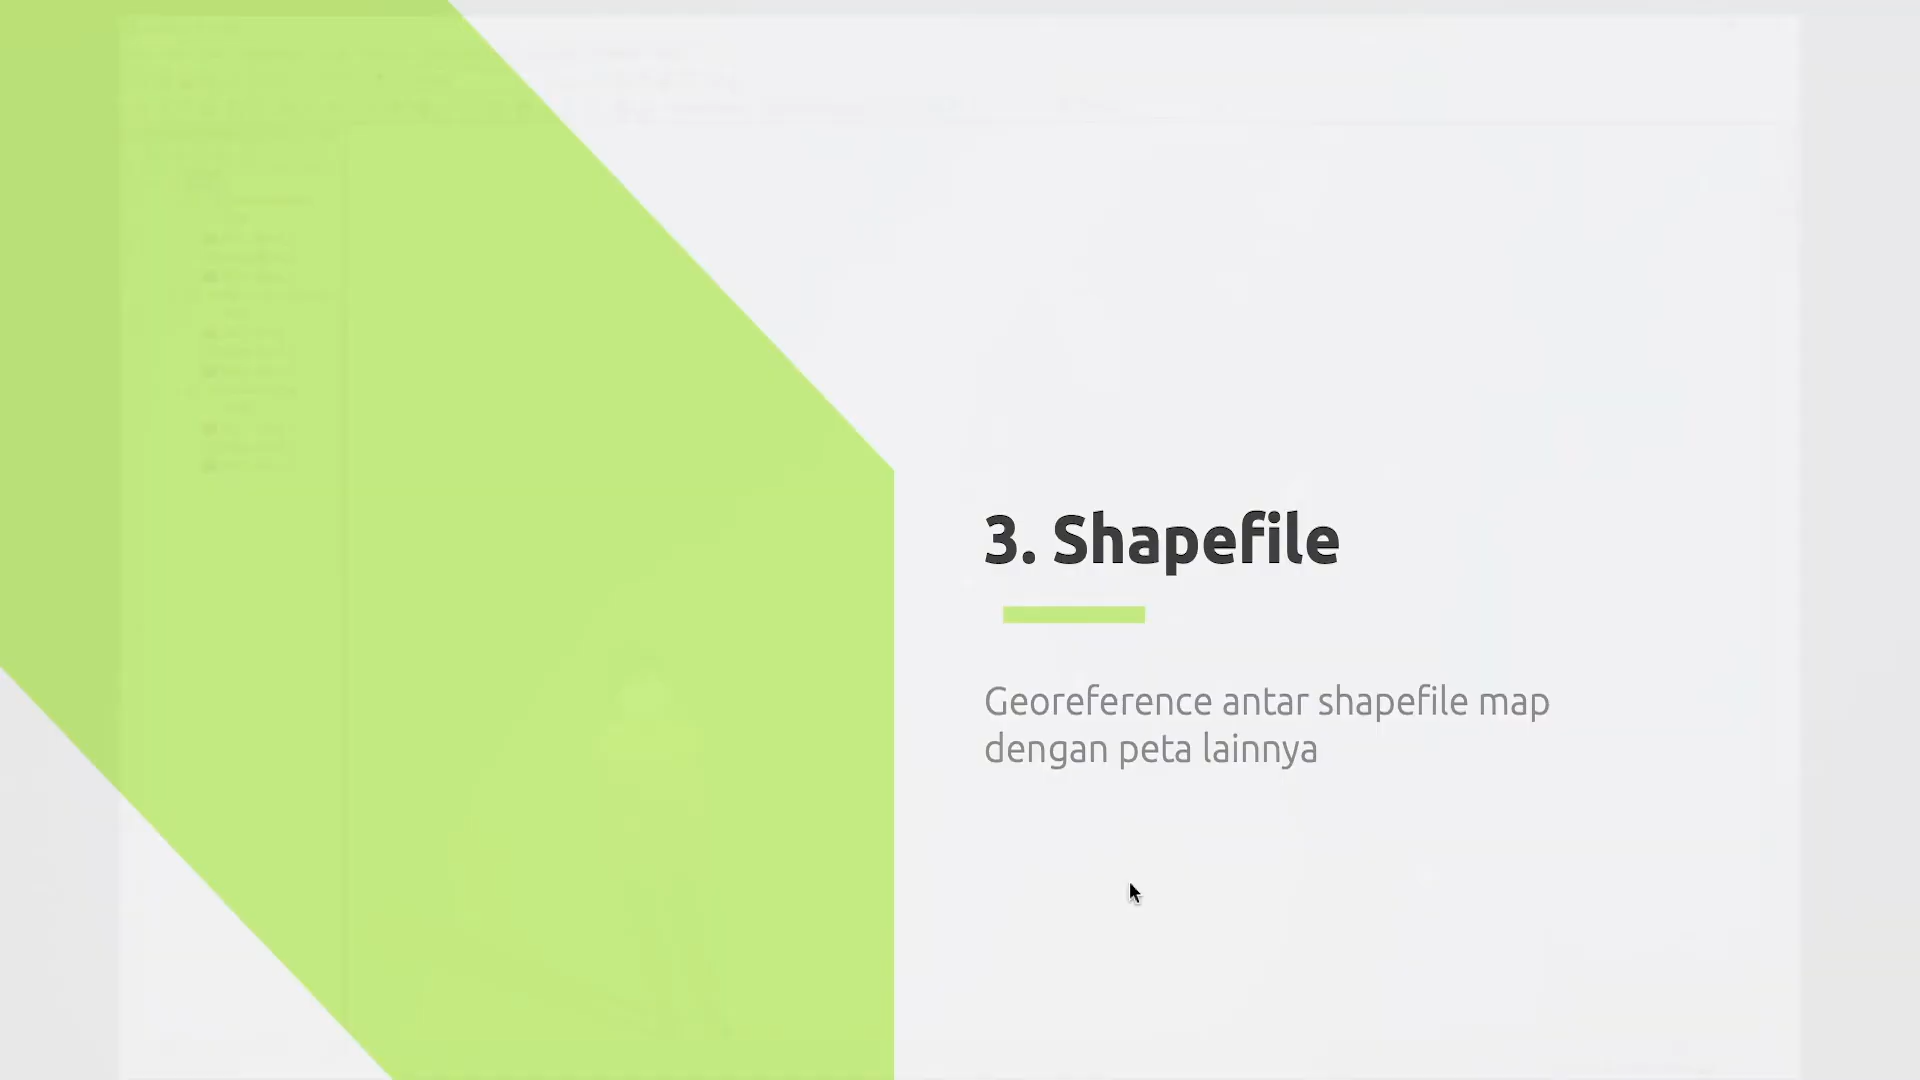 3. Shapefile
Georeference antar shapefile map
dengan peta lainnya